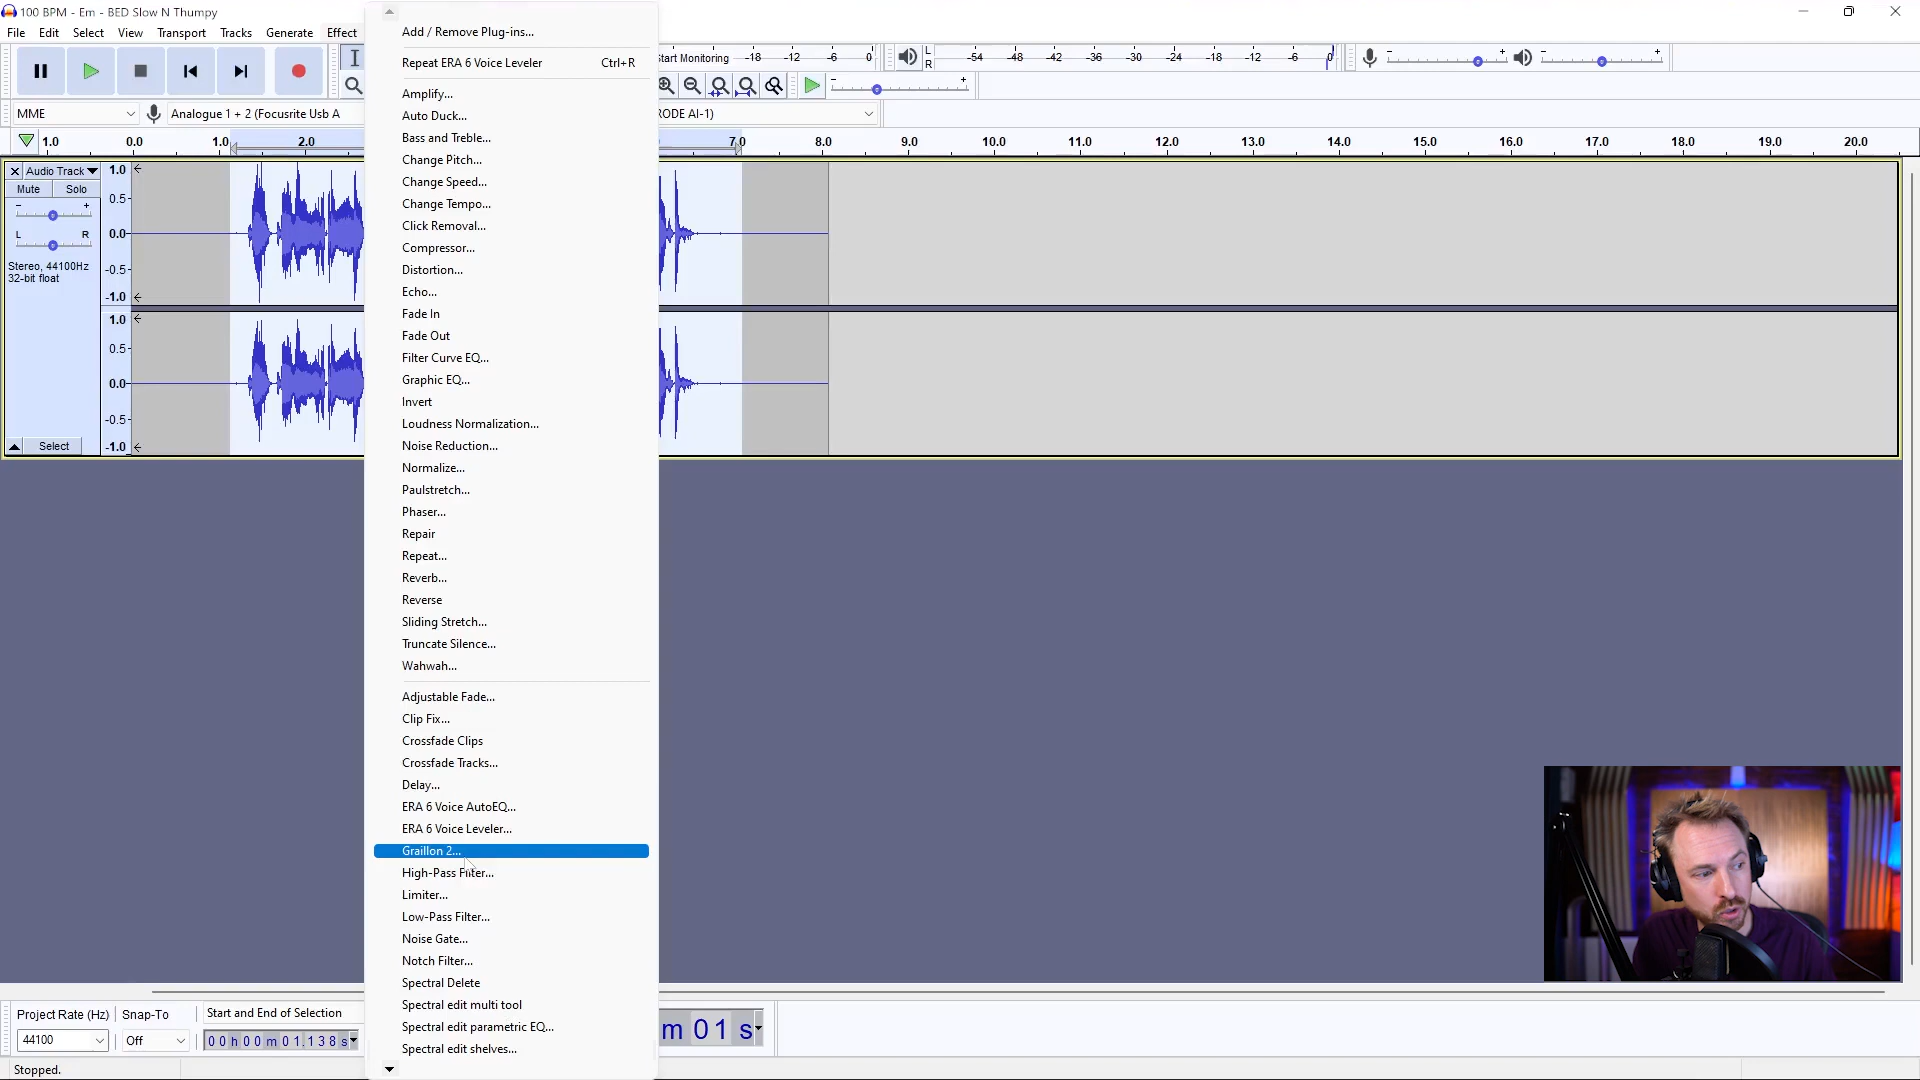 100 BPM - Em - BED Slow N Thumpy
File Edit Select View Transport Tracks Generate Effect
Add / Remove Plug-ins...
Repeat ERA 6 Voice Leveler Ctrl+R
Amplify...
Auto Duck...
Bass and Treble...
Change Pitch...
Change Speed...
Change Tempo...
Click Removal...
Compressor...
Distortion...
Echo...
Fade In
Fade Out
Filter Curve EQ...
Graphic EQ...
Invert
Loudness Normalization...
Noise Reduction...
Normalize...
Paulstretch...
Phaser...
Repair
Repeat...
Reverb...
Reverse
Sliding Stretch...
Truncate Silence...
Wahwah...
Adjustable Fade...
Clip Fix...
Crossfade Clips
Crossfade Tracks...
Delay...
ERA 6 Voice AutoEQ...
ERA 6 Voice Leveler...
Graillon 2...
High-Pass Filter...
Limiter...
Low-Pass Filter...
Noise Gate...
Notch Filter...
Spectral Delete
Spectral edit multi tool
Spectral edit parametric EQ...
Spectral edit shelves...
Start Monitoring -18 -12 -6 0
L
R
-54 -48 -42 -36 -30 -24 -18 -12 -6 0
MME
Analogue 1 + 2 (Focusrite Usb A
RODE AI-1)
1.0 0.0 1.0 2.0 7.0 8.0 9.0 10.0 11.0 12.0 13.0 14.0 15.0 16.0 17.0 18.0 19.0 20.0
Audio Track
Mute Solo
L R
Stereo, 44100Hz
32-bit float
Select
1.0
0.5
0.0
-0.5
-1.0
1.0
0.5
0.0
-0.5
-1.0
Project Rate (Hz) Snap-To Start and End of Selection
44100 Off 00h00m01.138s
m 01 s
Stopped.